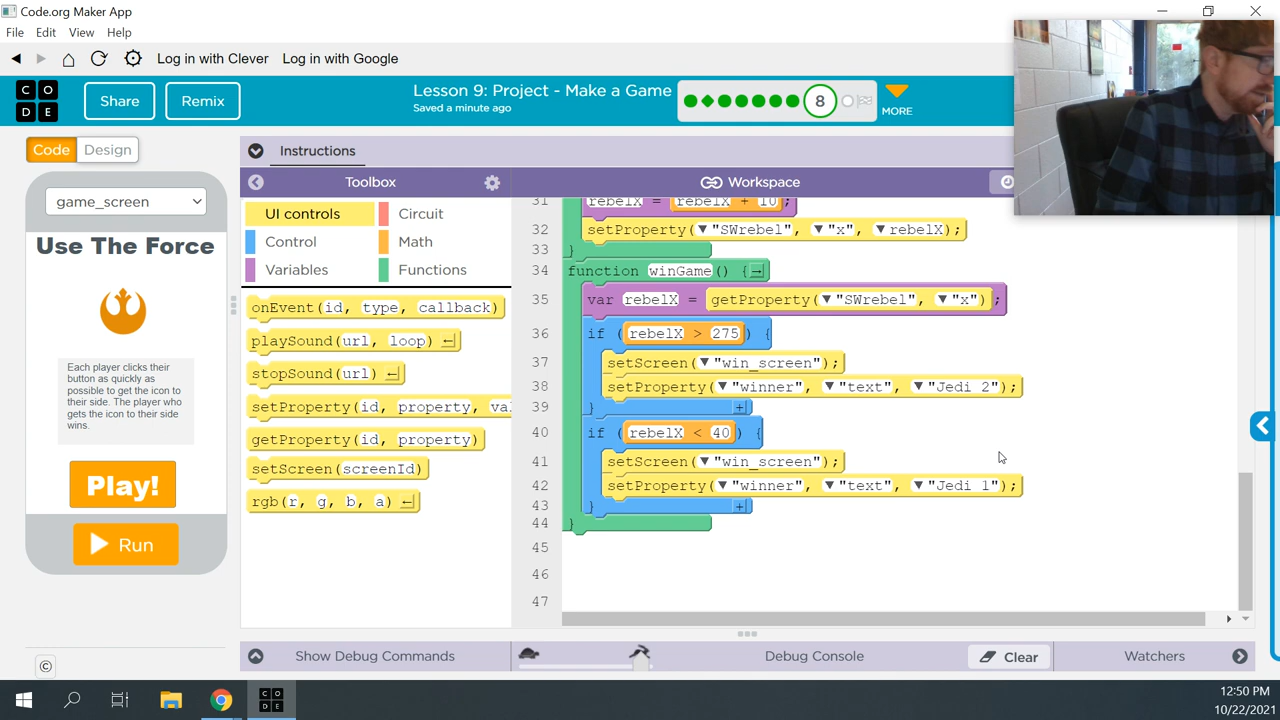 Code.org Maker App
File Edit View Help
Log in with Clever Log in with Google
C O D E
Share
Remix
Lesson 9: Project - Make a Game
Saved a minute ago
8
MORE
Code Design
Instructions
game_screen
Use The Force
Each player clicks their
button as quickly as
possible to get the icon to
their side. The player who
gets the icon to their side
wins.
Play!
Run
Toolbox
Workspace
UI controls Circuit
Control Math
Variables Functions
onEvent(id, type, callback)
playSound(url, loop)
stopSound(url)
setProperty(id, property, val
getProperty(id, property)
setScreen(screenId)
rgb(r, g, b, a)
31 rebelX = rebelX + 10;
32 setProperty(▼"SWrebel", ▼"x", ▼rebelX);
33 }
34 function winGame() {
35 var rebelX = getProperty(▼"SWrebel", ▼"x");
36 if (rebelX > 275) {
37 setScreen(▼"win_screen");
38 setProperty(▼"winner", ▼"text", ▼"Jedi 2");
39 } +
40 if (rebelX < 40) {
41 setScreen(▼"win_screen");
42 setProperty(▼"winner", ▼"text", ▼"Jedi 1");
43 } +
44 }
45
46
47
©
Show Debug Commands
Debug Console
Clear
Watchers
C O D E
12:50 PM
10/22/2021